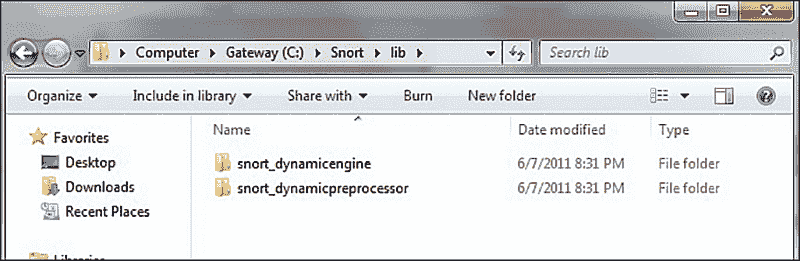 Computer Gateway (C:) Snort lib Search lib
Organize Include in library Share with Burn New folder
Name Date modified Type
Favorites
Desktop
Downloads
Recent Places
snort_dynamicengine 6/7/2011 8:31 PM File folder
snort_dynamicpreprocessor 6/7/2011 8:31 PM File folder